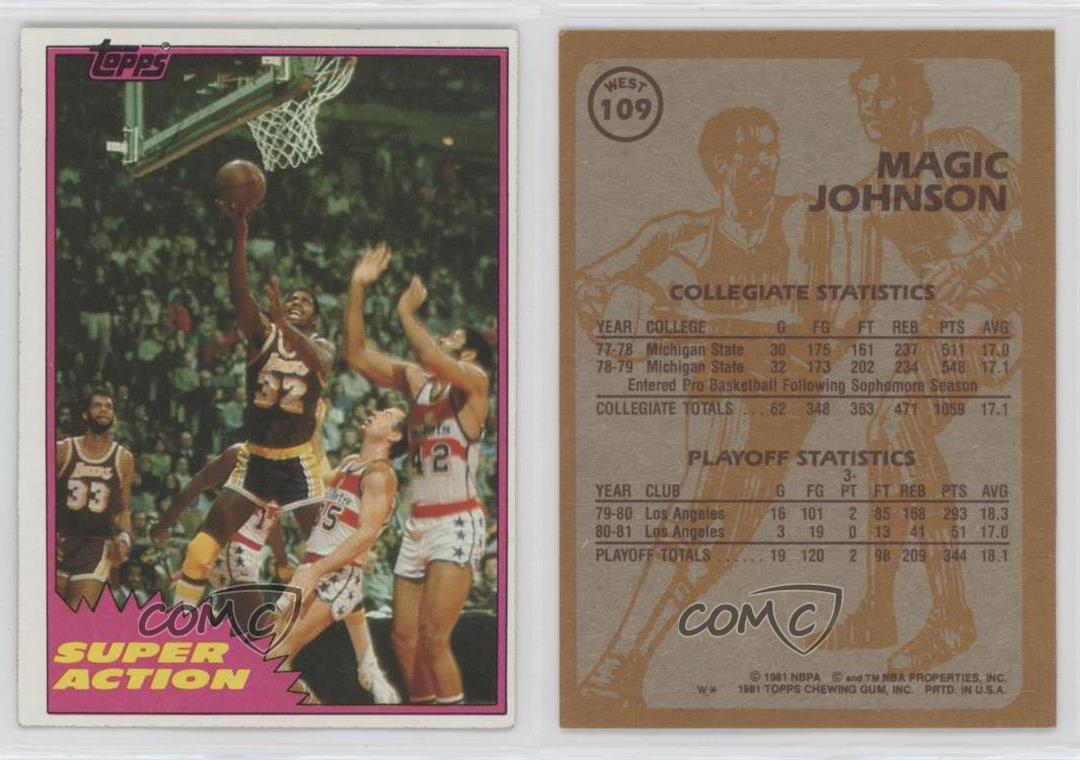 topps®
32
LAKERS
33
42
35
SUPER
ACTION
COMC
WEST
109
MAGIC
JOHNSON
COLLEGIATE STATISTICS
YEAR COLLEGE G FG FT REB PTS AVG
77-78 Michigan State 30 175 161 237 511 17.0
78-79 Michigan State 32 173 202 234 548 17.1
Entered Pro Basketball Following Sophomore Season
COLLEGIATE TOTALS ... 62 348 363 471 1059 17.1
PLAYOFF STATISTICS
YEAR CLUB G FG 3-PT FT REB PTS AVG
79-80 Los Angeles 16 101 2 85 168 293 18.3
80-81 Los Angeles 3 19 0 13 41 51 17.0
PLAYOFF TOTALS ...... 19 120 2 98 209 344 18.1
COMC
© 1981 NBPA © and TM NBA PROPERTIES, INC.
W* 1981 TOPPS CHEWING GUM, INC. PRTD. IN U.S.A.